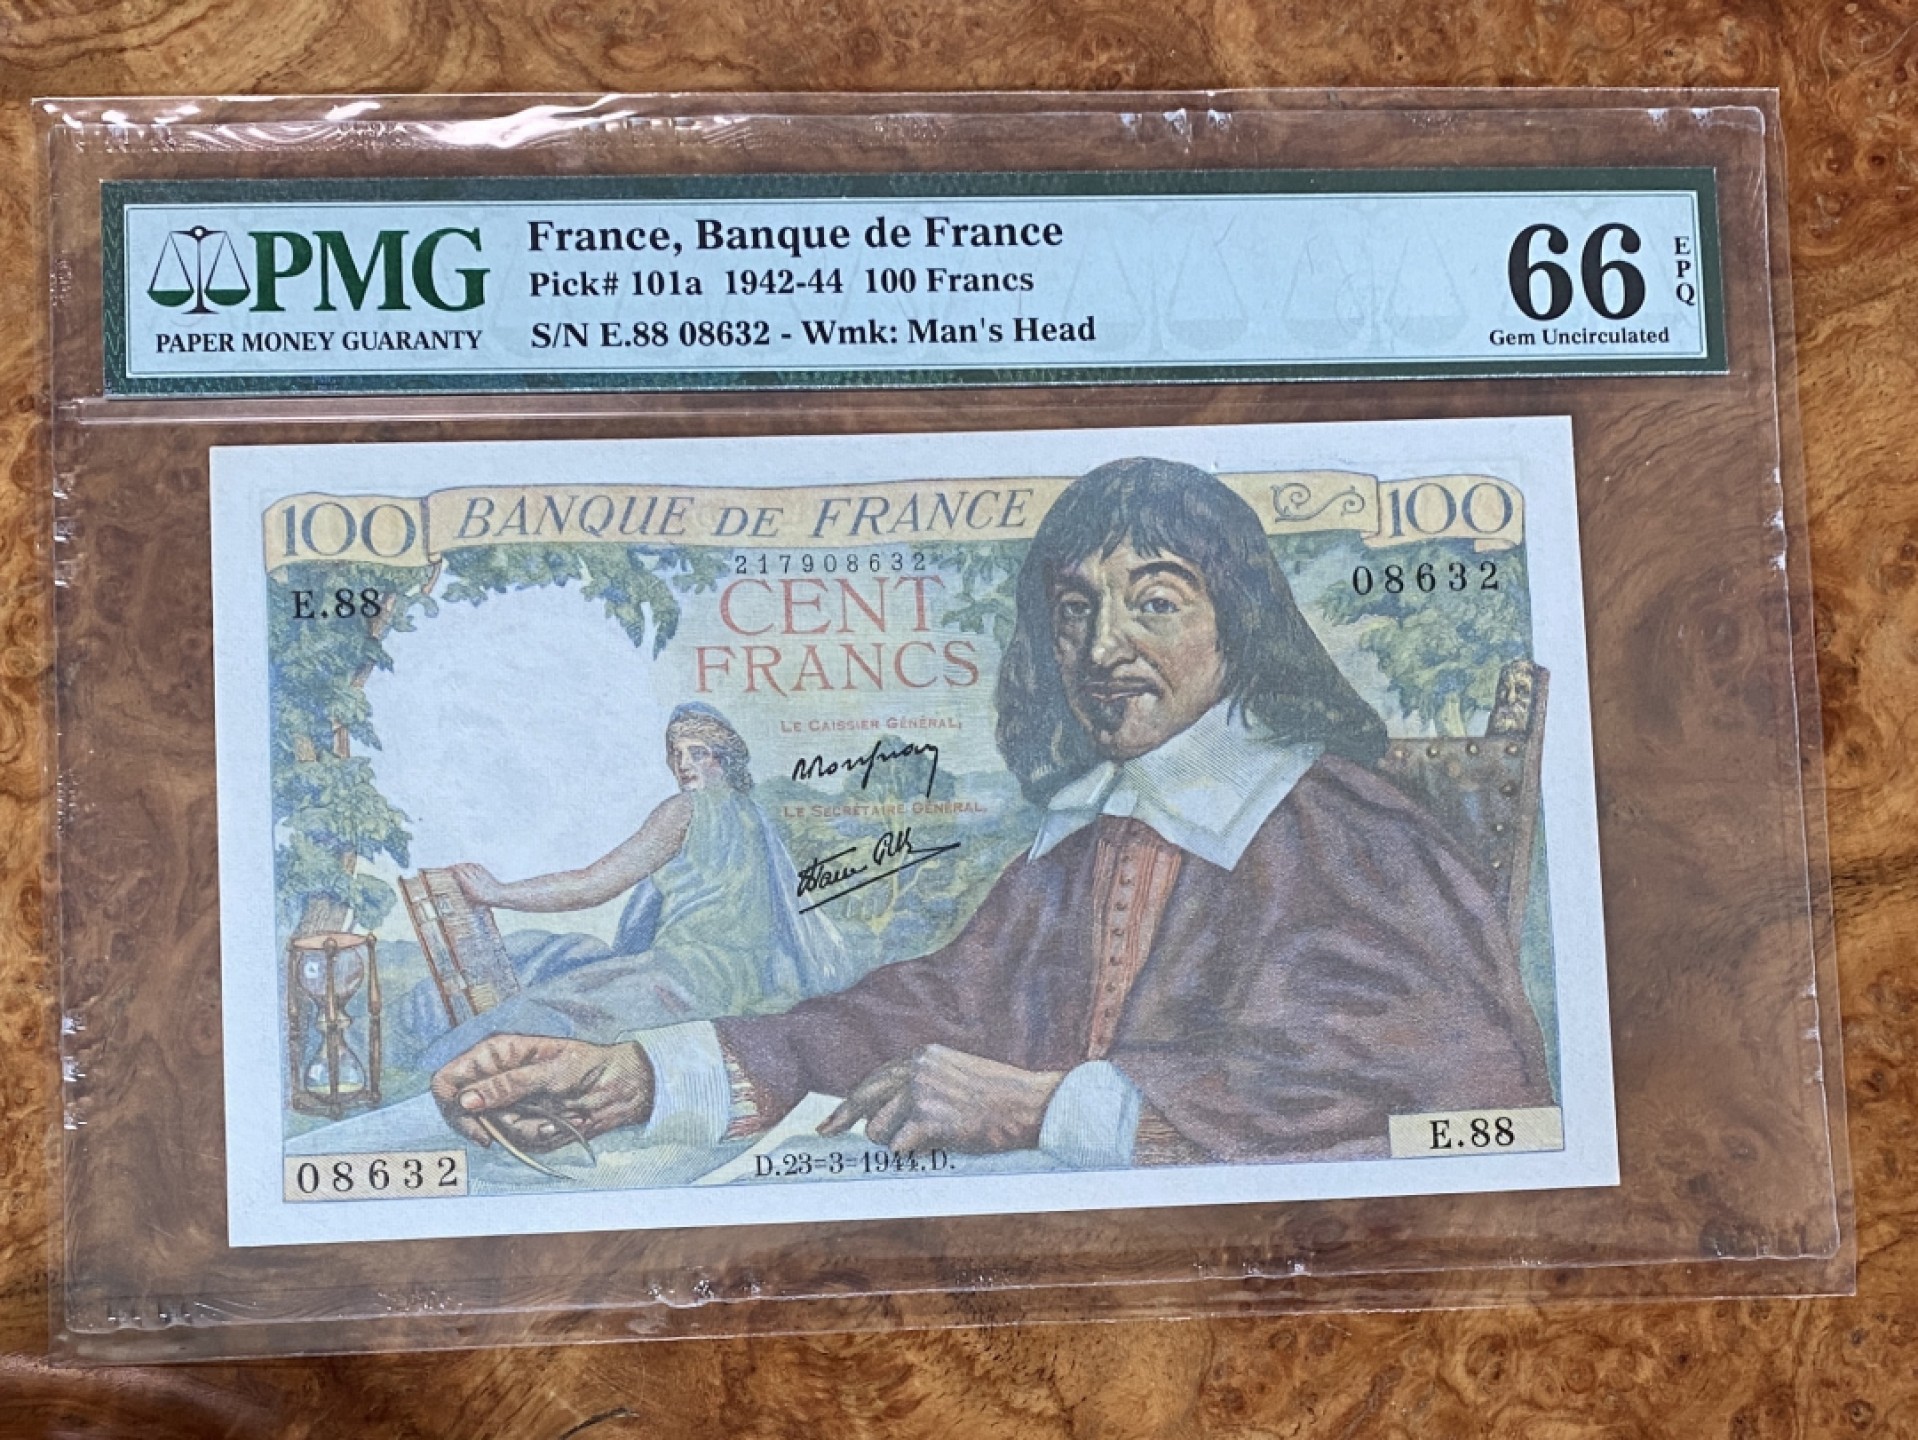 PMG
PAPER MONEY GUARANTY
France, Banque de France
Pick# 101a 1942-44 100 Francs
S/N E.88 08632 - Wmk: Man's Head
66
EPQ
Gem Uncirculated
100 BANQUE DE FRANCE 100
217908632
E.88
08632
CENT
FRANCS
LE CAISSIER GÉNÉRAL,
LE SECRÉTAIRE GÉNÉRAL,
E.88
08632
D.23=3=1944.D.